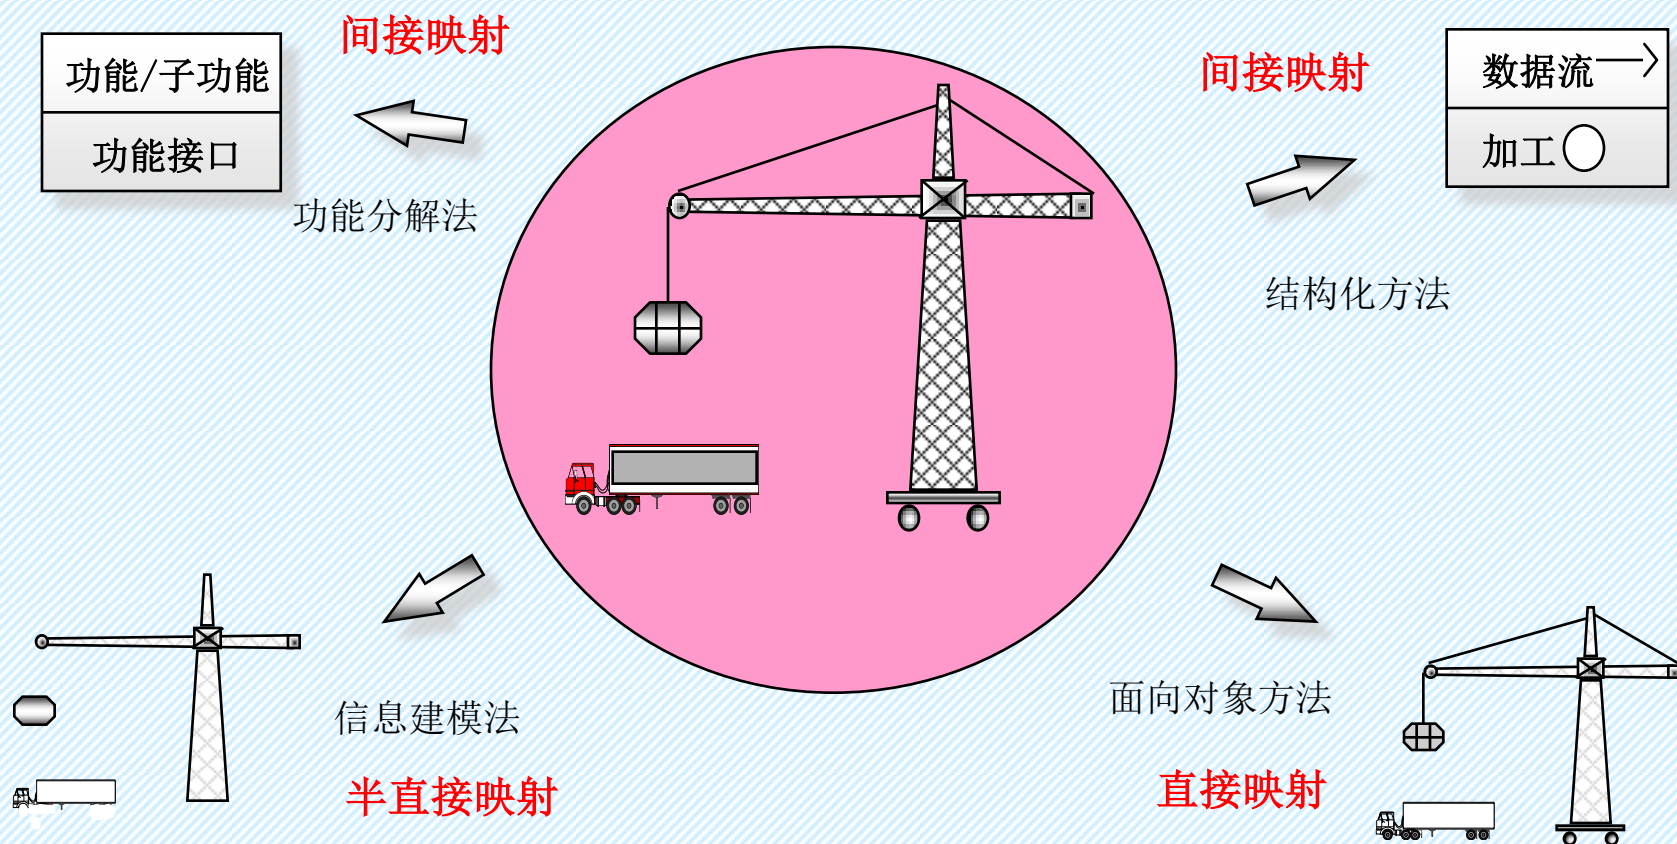 间接映射
功能/子功能
功能接口
功能分解法
间接映射
数据流
加工
结构化方法
信息建模法
半直接映射
面向对象方法
直接映射